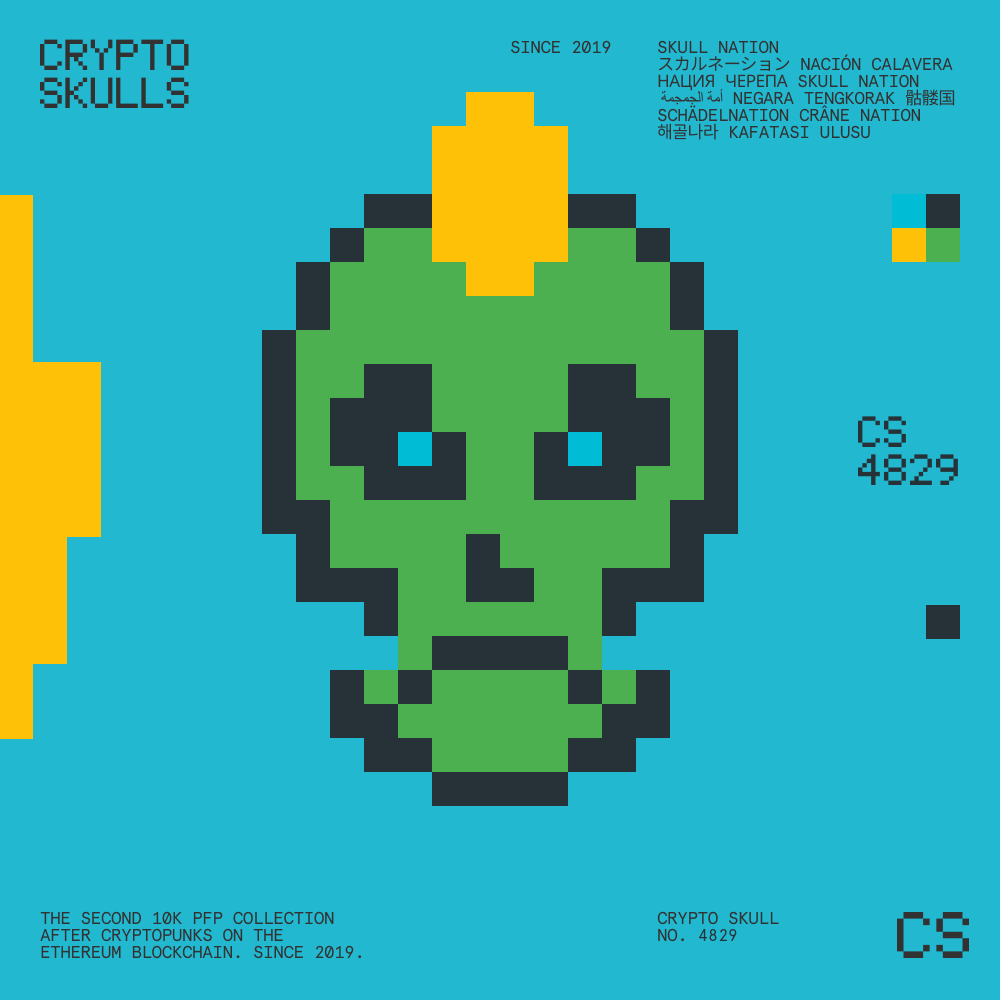 CRYPTO
SKULLS
SINCE 2019
SKULL NATION
スカルネーション NACIÓN CALAVERA
НАЦИЯ ЧЕРЕПА SKULL NATION
أمة الجمجمة NEGARA TENGKORAK 骷髅国
SCHÄDELNATION CRÂNE NATION
해골나라 KAFATASI ULUSU
CS
4829
THE SECOND 10K PFP COLLECTION
AFTER CRYPTOPUNKS ON THE
ETHEREUM BLOCKCHAIN. SINCE 2019.
CRYPTO SKULL
NO. 4829
CS